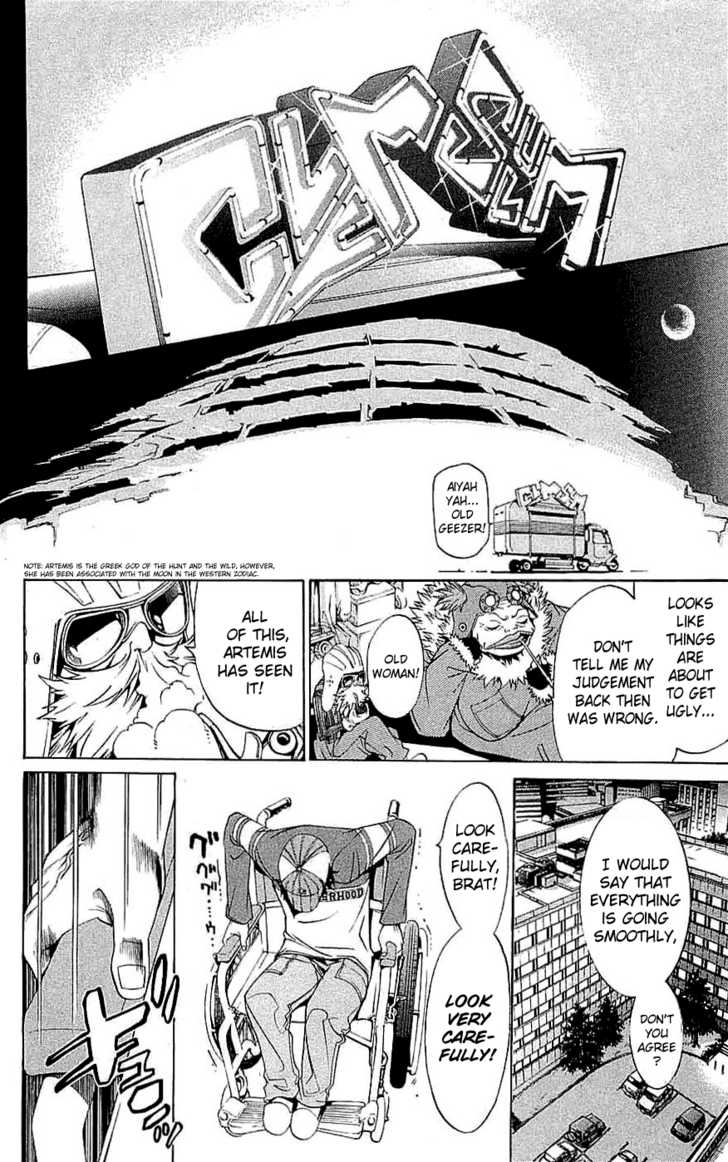 AIYAH
YAH...
OLD
GEEZER!
NOTE: ARTEMIS IS THE GREEK GOD OF THE HUNT AND THE WILD, HOWEVER,
SHE HAS BEEN ASSOCIATED WITH THE MOON IN THE WESTERN ZODIAC.
LOOKS
LIKE
THINGS
ARE
ABOUT
TO GET
UGLY...
DON'T
TELL ME MY
JUDGEMENT
BACK THEN
WAS WRONG.
OLD
WOMAN!
ALL
OF THIS,
ARTEMIS
HAS SEEN
IT!
I WOULD
SAY THAT
EVERYTHING
IS GOING
SMOOTHLY,
DON'T
YOU
AGREE
?
LOOK
CARE-
FULLY,
BRAT!
LOOK
VERY
CARE-
FULLY!